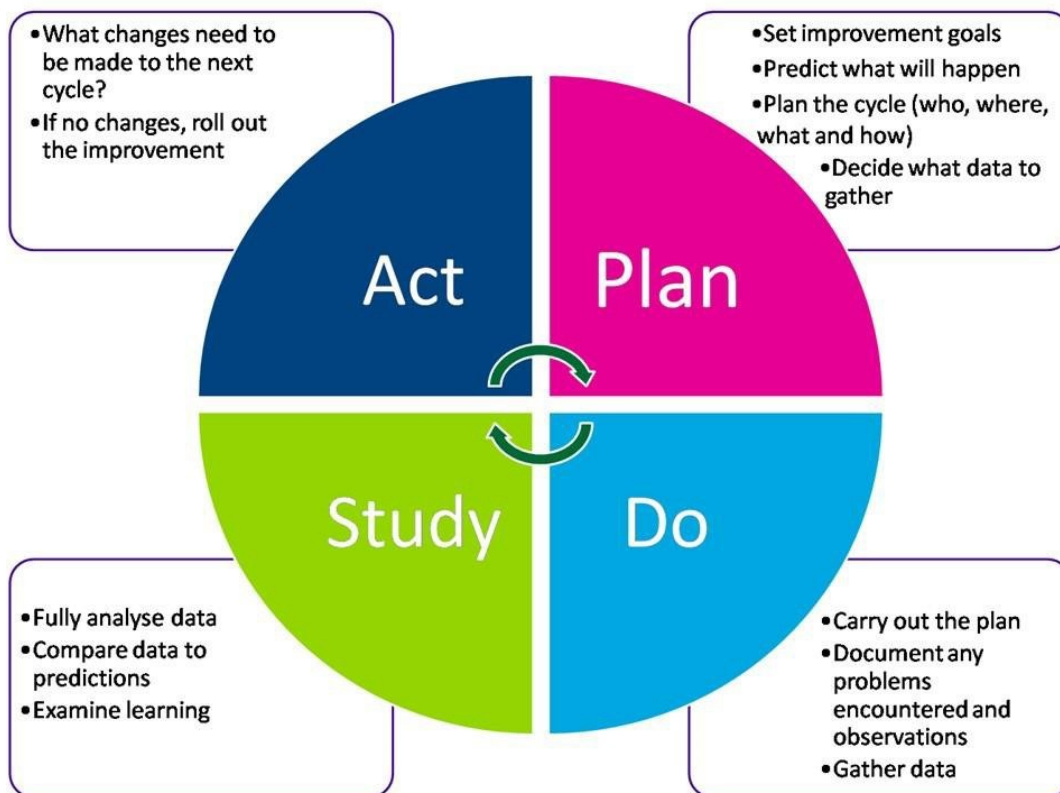 •What changes need to
be made to the next
cycle?
•If no changes, roll out
the improvement
•Set improvement goals
•Predict what will happen
•Plan the cycle (who, where,
what and how)
•Decide what data to
gather
Act
Plan
Study
Do
•Fully analyse data
•Compare data to
predictions
•Examine learning
•Carry out the plan
•Document any
problems
encountered and
observations
•Gather data